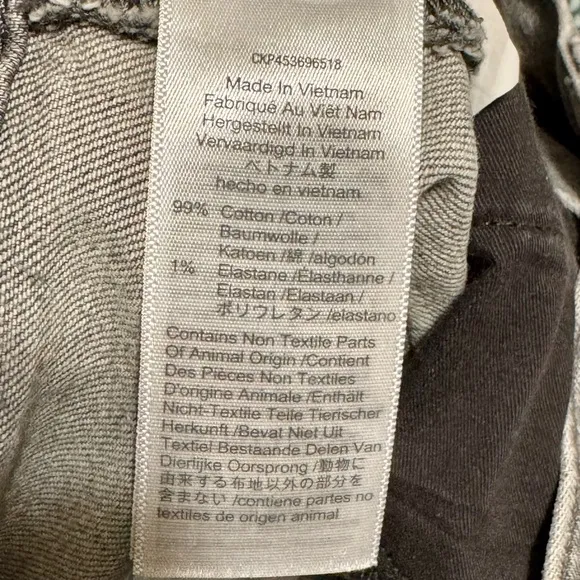 CKP453696518
Made In Vietnam
Fabriqué Au Viêt Nam
Hergestellt In Vietnam
Vervaardigd In Vietnam
ベトナム製
hecho en vietnam
99% Cotton /Coton /
Baumwolle /
Katoen /綿 /algodón
1% Elastane /Elasthanne /
Elastan /Elastaan /
ポリウレタン /elastano
Contains Non Textile Parts
Of Animal Origin /Contient
Des Pièces Non Textiles
D'origine Animale /Enthält
Nicht-Textile Teile Tierischer
Herkunft /Bevat Niet Uit
Textiel Bestaande Delen Van
Dierlijke Oorsprong /動物に
由来する布地以外の部分を
含まない /contiene partes no
textiles de origen animal